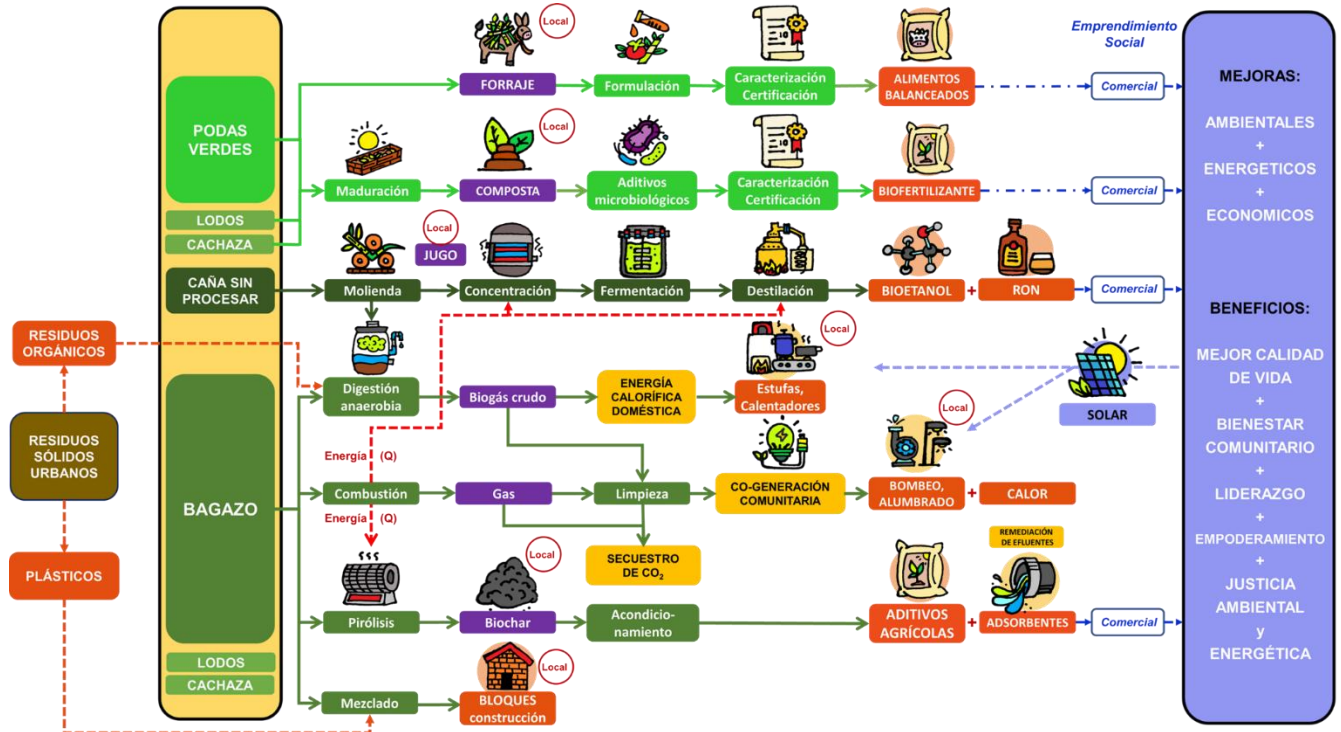 Local
Emprendimiento
Social
FORRAJE
Formulación
Caracterización
Certificación
ALIMENTOS
BALANCEADOS
Comercial
MEJORAS:
AMBIENTALES
+
ENERGETICOS
+
ECONOMICOS
PODAS
VERDES
Local
Maduración
COMPOSTA
Aditivos
microbiológicos
Caracterización
Certificación
BIOFERTILIZANTE
Comercial
LODOS
CACHAZA
Local
JUGO
CAÑA SIN
PROCESAR
Molienda
Concentración
Fermentación
Destilación
BIOETANOL
+
RON
Comercial
BENEFICIOS:
MEJOR CALIDAD
DE VIDA
+
BIENESTAR
COMUNITARIO
+
LIDERAZGO
+
EMPODERAMIENTO
+
JUSTICIA
AMBIENTAL
y
ENERGÉTICA
RESIDUOS
ORGÁNICOS
RESIDUOS
SÓLIDOS
URBANOS
PLÁSTICOS
BAGAZO
Digestión
anaerobia
Biogás crudo
ENERGÍA
CALORÍFICA
DOMÉSTICA
Estufas,
Calentadores
Local
SOLAR
Energía (Q)
Combustión
Gas
Limpieza
CO-GENERACIÓN
COMUNITARIA
BOMBEO,
ALUMBRADO
+
CALOR
Local
Energía (Q)
SECUESTRO
DE CO₂
REMEDIACIÓN
DE EFLUENTES
Local
Pirólisis
Biochar
Acondicio-
namiento
ADITIVOS
AGRÍCOLAS
+
ADSORBENTES
Comercial
LODOS
CACHAZA
Local
Mezclado
BLOQUES
construcción